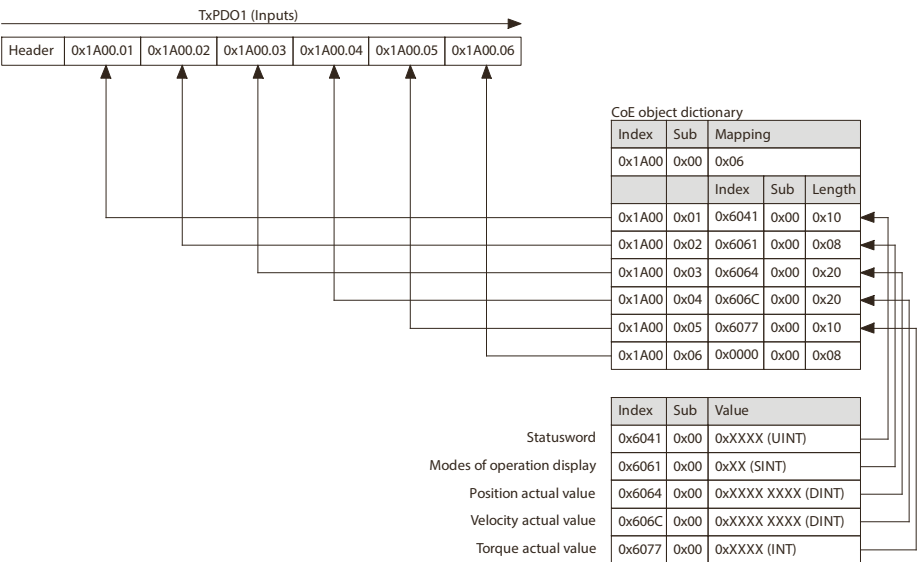 TxPDO1 (Inputs)
Header 0x1A00.01 0x1A00.02 0x1A00.03 0x1A00.04 0x1A00.05 0x1A00.06
CoE object dictionary
Index Sub Mapping
0x1A00 0x00 0x06
Index Sub Length
0x1A00 0x01 0x6041 0x00 0x10
0x1A00 0x02 0x6061 0x00 0x08
0x1A00 0x03 0x6064 0x00 0x20
0x1A00 0x04 0x606C 0x00 0x20
0x1A00 0x05 0x6077 0x00 0x10
0x1A00 0x06 0x0000 0x00 0x08
Index Sub Value
Statusword 0x6041 0x00 0xXXXX (UINT)
Modes of operation display 0x6061 0x00 0xXX (SINT)
Position actual value 0x6064 0x00 0xXXXX XXXX (DINT)
Velocity actual value 0x606C 0x00 0xXXXX XXXX (DINT)
Torque actual value 0x6077 0x00 0xXXXX (INT)